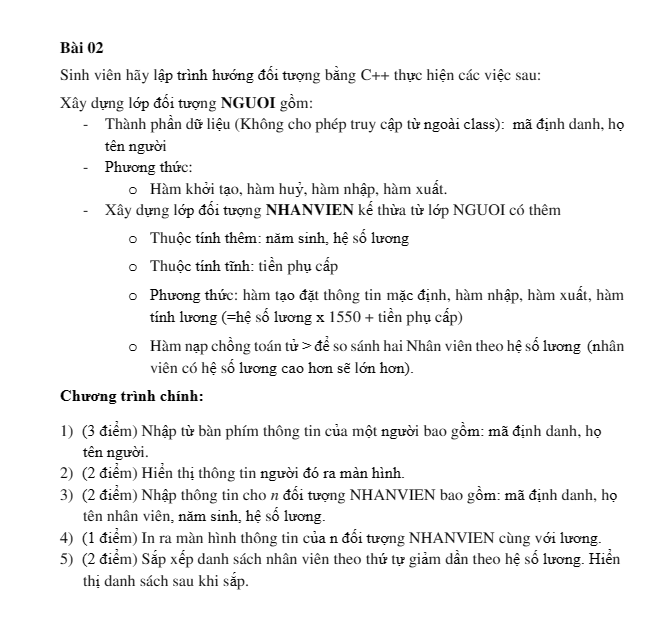 Bài 02
Sinh viên hãy lập trình hướng đối tượng bằng C++ thực hiện các việc sau:
Xây dựng lớp đối tượng NGUOI gồm:
- Thành phần dữ liệu (Không cho phép truy cập từ ngoài class): mã định danh, họ
tên người
- Phương thức:
o Hàm khởi tạo, hàm huỷ, hàm nhập, hàm xuất.
- Xây dựng lớp đối tượng NHANVIEN kế thừa từ lớp NGUOI có thêm
o Thuộc tính thêm: năm sinh, hệ số lương
o Thuộc tính tĩnh: tiền phụ cấp
o Phương thức: hàm tạo đặt thông tin mặc định, hàm nhập, hàm xuất, hàm
tính lương (=hệ số lương x 1550 + tiền phụ cấp)
o Hàm nạp chồng toán tử > để so sánh hai Nhân viên theo hệ số lương (nhân
viên có hệ số lương cao hơn sẽ lớn hơn).
Chương trình chính:
1) (3 điểm) Nhập từ bàn phím thông tin của một người bao gồm: mã định danh, họ
tên người.
2) (2 điểm) Hiển thị thông tin người đó ra màn hình.
3) (2 điểm) Nhập thông tin cho n đối tượng NHANVIEN bao gồm: mã định danh, họ
tên nhân viên, năm sinh, hệ số lương.
4) (1 điểm) In ra màn hình thông tin của n đối tượng NHANVIEN cùng với lương.
5) (2 điểm) Sắp xếp danh sách nhân viên theo thứ tự giảm dần theo hệ số lương. Hiển
thị danh sách sau khi sắp.